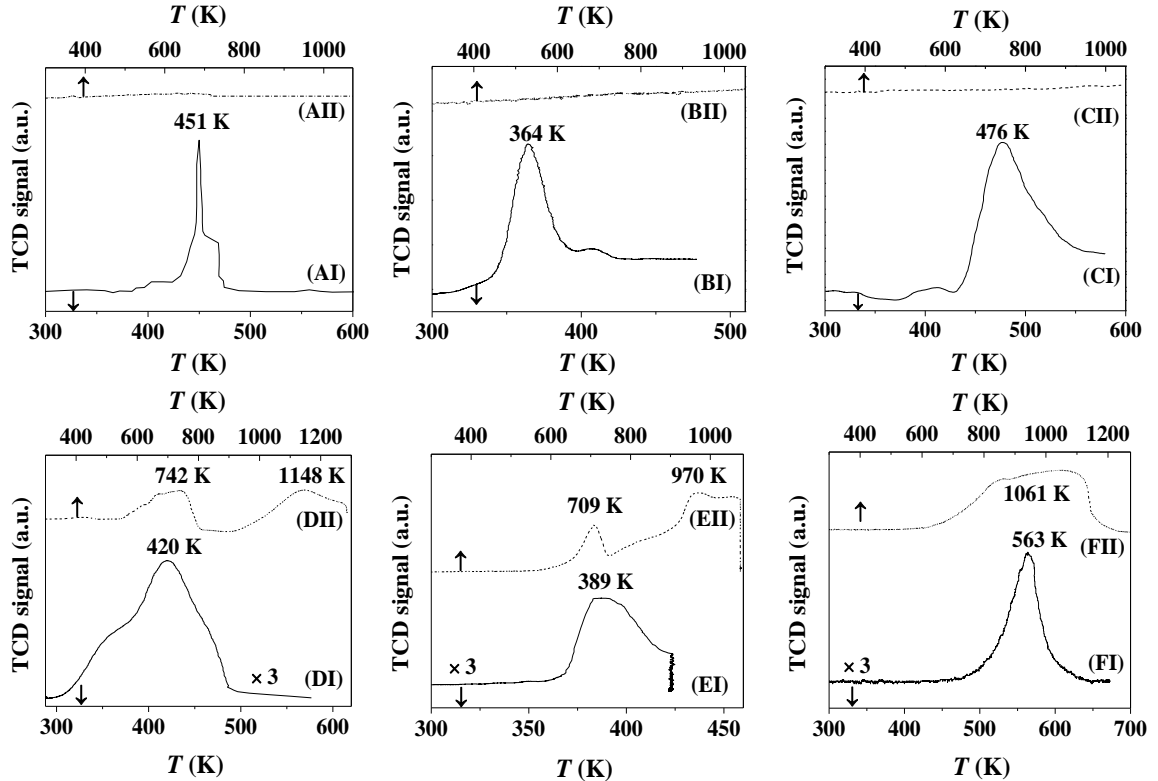 T (K)
400 600 800 1000
TCD signal (a.u.)
(AII)
451 K
(AI)
300 400 500 600
T (K)
T (K)
400 600 800 1000
TCD signal (a.u.)
(BII)
364 K
(BI)
300 400 500
T (K)
T (K)
400 600 800 1000
TCD signal (a.u.)
(CII)
476 K
(CI)
300 400 500 600
T (K)
T (K)
400 600 800 1000 1200
TCD signal (a.u.)
742 K 1148 K
(DII)
420 K
× 3
(DI)
300 400 500 600
T (K)
T (K)
400 600 800 1000
TCD signal (a.u.)
970 K
709 K
(EII)
389 K
× 3
(EI)
300 350 400 450
T (K)
T (K)
400 600 800 1000 1200
TCD signal (a.u.)
1061 K
(FII)
563 K
× 3
(FI)
300 400 500 600 700
T (K)